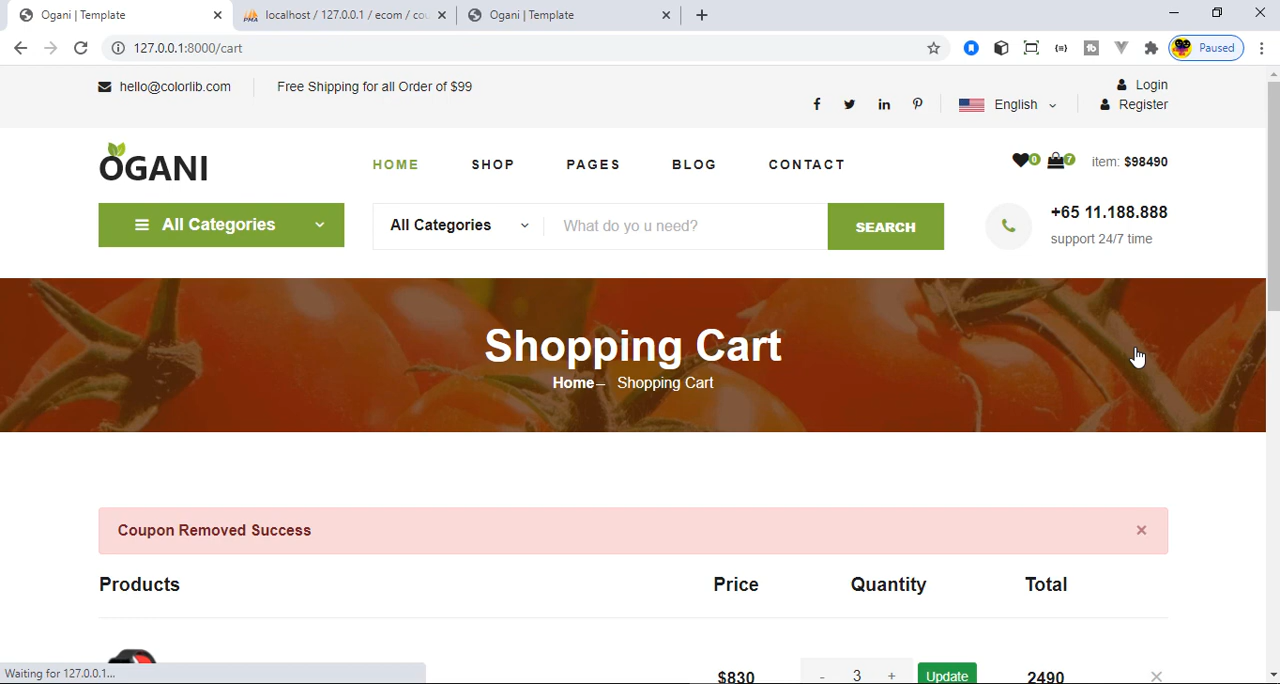 Ogani | Template
localhost / 127.0.0.1 / ecom / cou
Ogani | Template
127.0.0.1:8000/cart
Paused
hello@colorlib.com
Free Shipping for all Order of $99
English
Login
Register
OGANI
HOME
SHOP
PAGES
BLOG
CONTACT
0
7
item: $98490
All Categories
All Categories
What do yo u need?
SEARCH
+65 11.188.888
support 24/7 time
Shopping Cart
Home– Shopping Cart
Coupon Removed Success
Products Price Quantity Total
$830 - 3 + Update 2490
Waiting for 127.0.0.1...